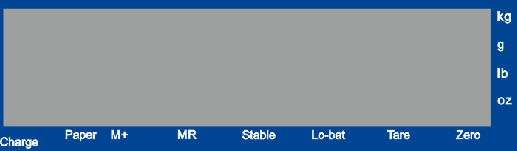 kg
g
lb
oz
Charge Paper M+ MR Stable Lo-bat Tare Zero